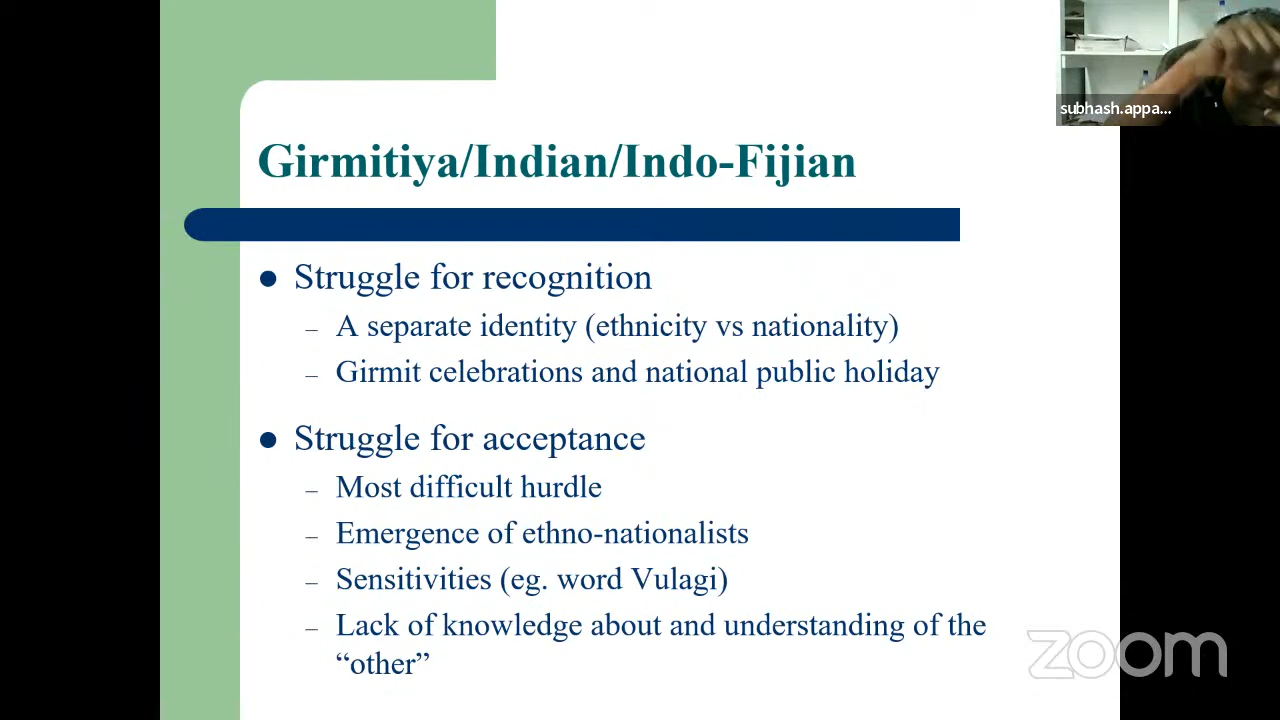 subhash.appa...
Girmitiya/Indian/Indo-Fijian
Struggle for recognition
– A separate identity (ethnicity vs nationality)
– Girmit celebrations and national public holiday
Struggle for acceptance
– Most difficult hurdle
– Emergence of ethno-nationalists
– Sensitivities (eg. word Vulagi)
– Lack of knowledge about and understanding of the
“other”
zoom